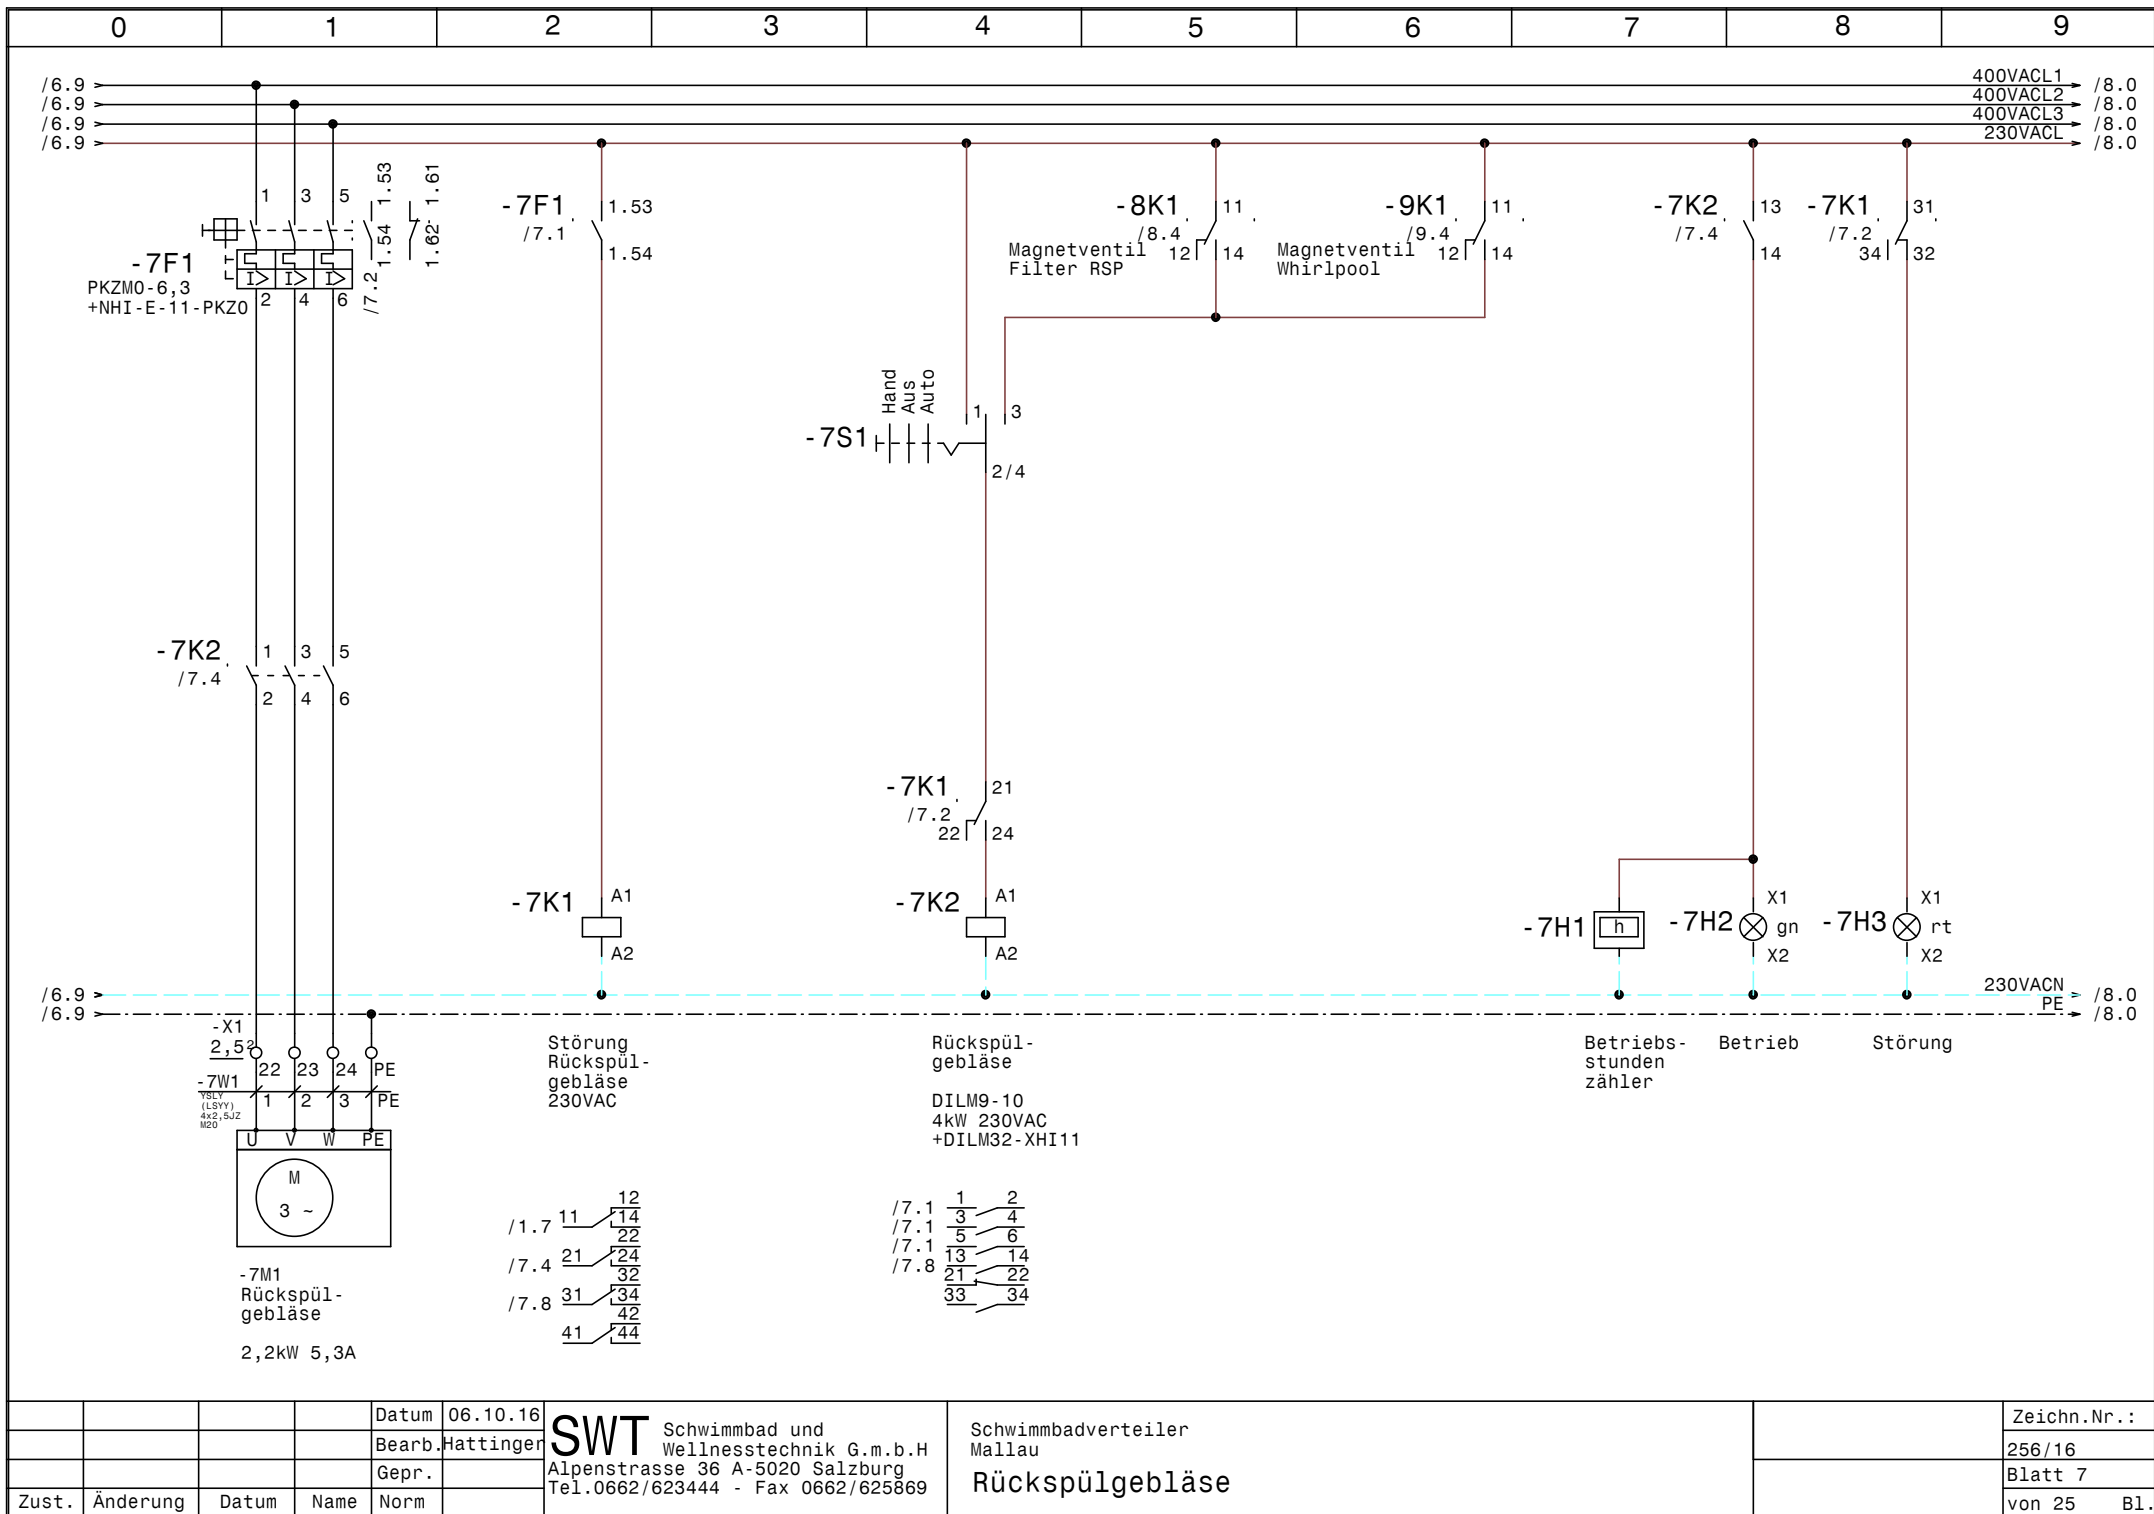 0 1 2 3 4 5 6 7 8 9
/6.9 400VACL1 /8.0
/6.9 400VACL2 /8.0
/6.9 400VACL3 /8.0
/6.9 230VACL /8.0
1 3 5 1.53 1.61
1.54 1.62
/7.2
-7F1
PKZM0-6,3
+NHI-E-11-PKZ0
I> I> I>
2 4 6
-7F1 1.53
/7.1
1.54
-8K1 11
/8.4
Magnetventil
Filter RSP
12 14
-9K1 11
/9.4
Magnetventil
Whirlpool
12 14
-7K2 13
/7.4
14
-7K1 31
/7.2
34 32
Hand
Aus
Auto
1 3
-7S1
2/4
-7K2 1 3 5
/7.4
2 4 6
-7K1 21
/7.2
22 24
-7K1 A1
A2
-7K2 A1
A2
-7H1 h
-7H2 X1
gn
X2
-7H3 X1
rt
X2
/6.9 230VACN /8.0
/6.9 PE /8.0
-X1
2,5²
22 23 24 PE
-7W1
YSLY
(LSYY)
4x2,5JZ
M20
1 2 3 PE
U V W PE
M
3 ~
-7M1
Rückspül-
gebläse
2,2kW 5,3A
Störung
Rückspül-
gebläse
230VAC
12
/1.7 11 14
22
/7.4 21 24
32
/7.8 31 34
42
41 44
Rückspül-
gebläse
DILM9-10
4kW 230VAC
+DILM32-XHI11
/7.1 1 2
/7.1 3 4
/7.1 5 6
/7.8 13 14
21 22
33 34
Betriebs-
stunden
zähler
Betrieb
Störung
Datum 06.10.16
Bearb. Hattinger
Gepr.
Zust. Änderung Datum Name Norm
SWT Schwimmbad und
Wellnesstechnik G.m.b.H
Alpenstrasse 36 A-5020 Salzburg
Tel.0662/623444 - Fax 0662/625869
Schwimmbadverteiler
Mallau
Rückspülgebläse
Zeichn.Nr.:
256/16
Blatt 7
von 25 Bl.